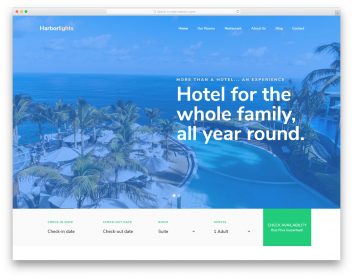 Harborlights
Home Our Rooms Restaurant About Us Blog Contact
MORE THAN A HOTEL... AN EXPERIENCE
Hotel for the
whole family,
all year round.
CHECK-IN DATE CHECK-OUT DATE ROOM GUESTS
Check-in date Check-out date Suite 1 Adult
CHECK AVAILABILITY
Best Price Guaranteed!